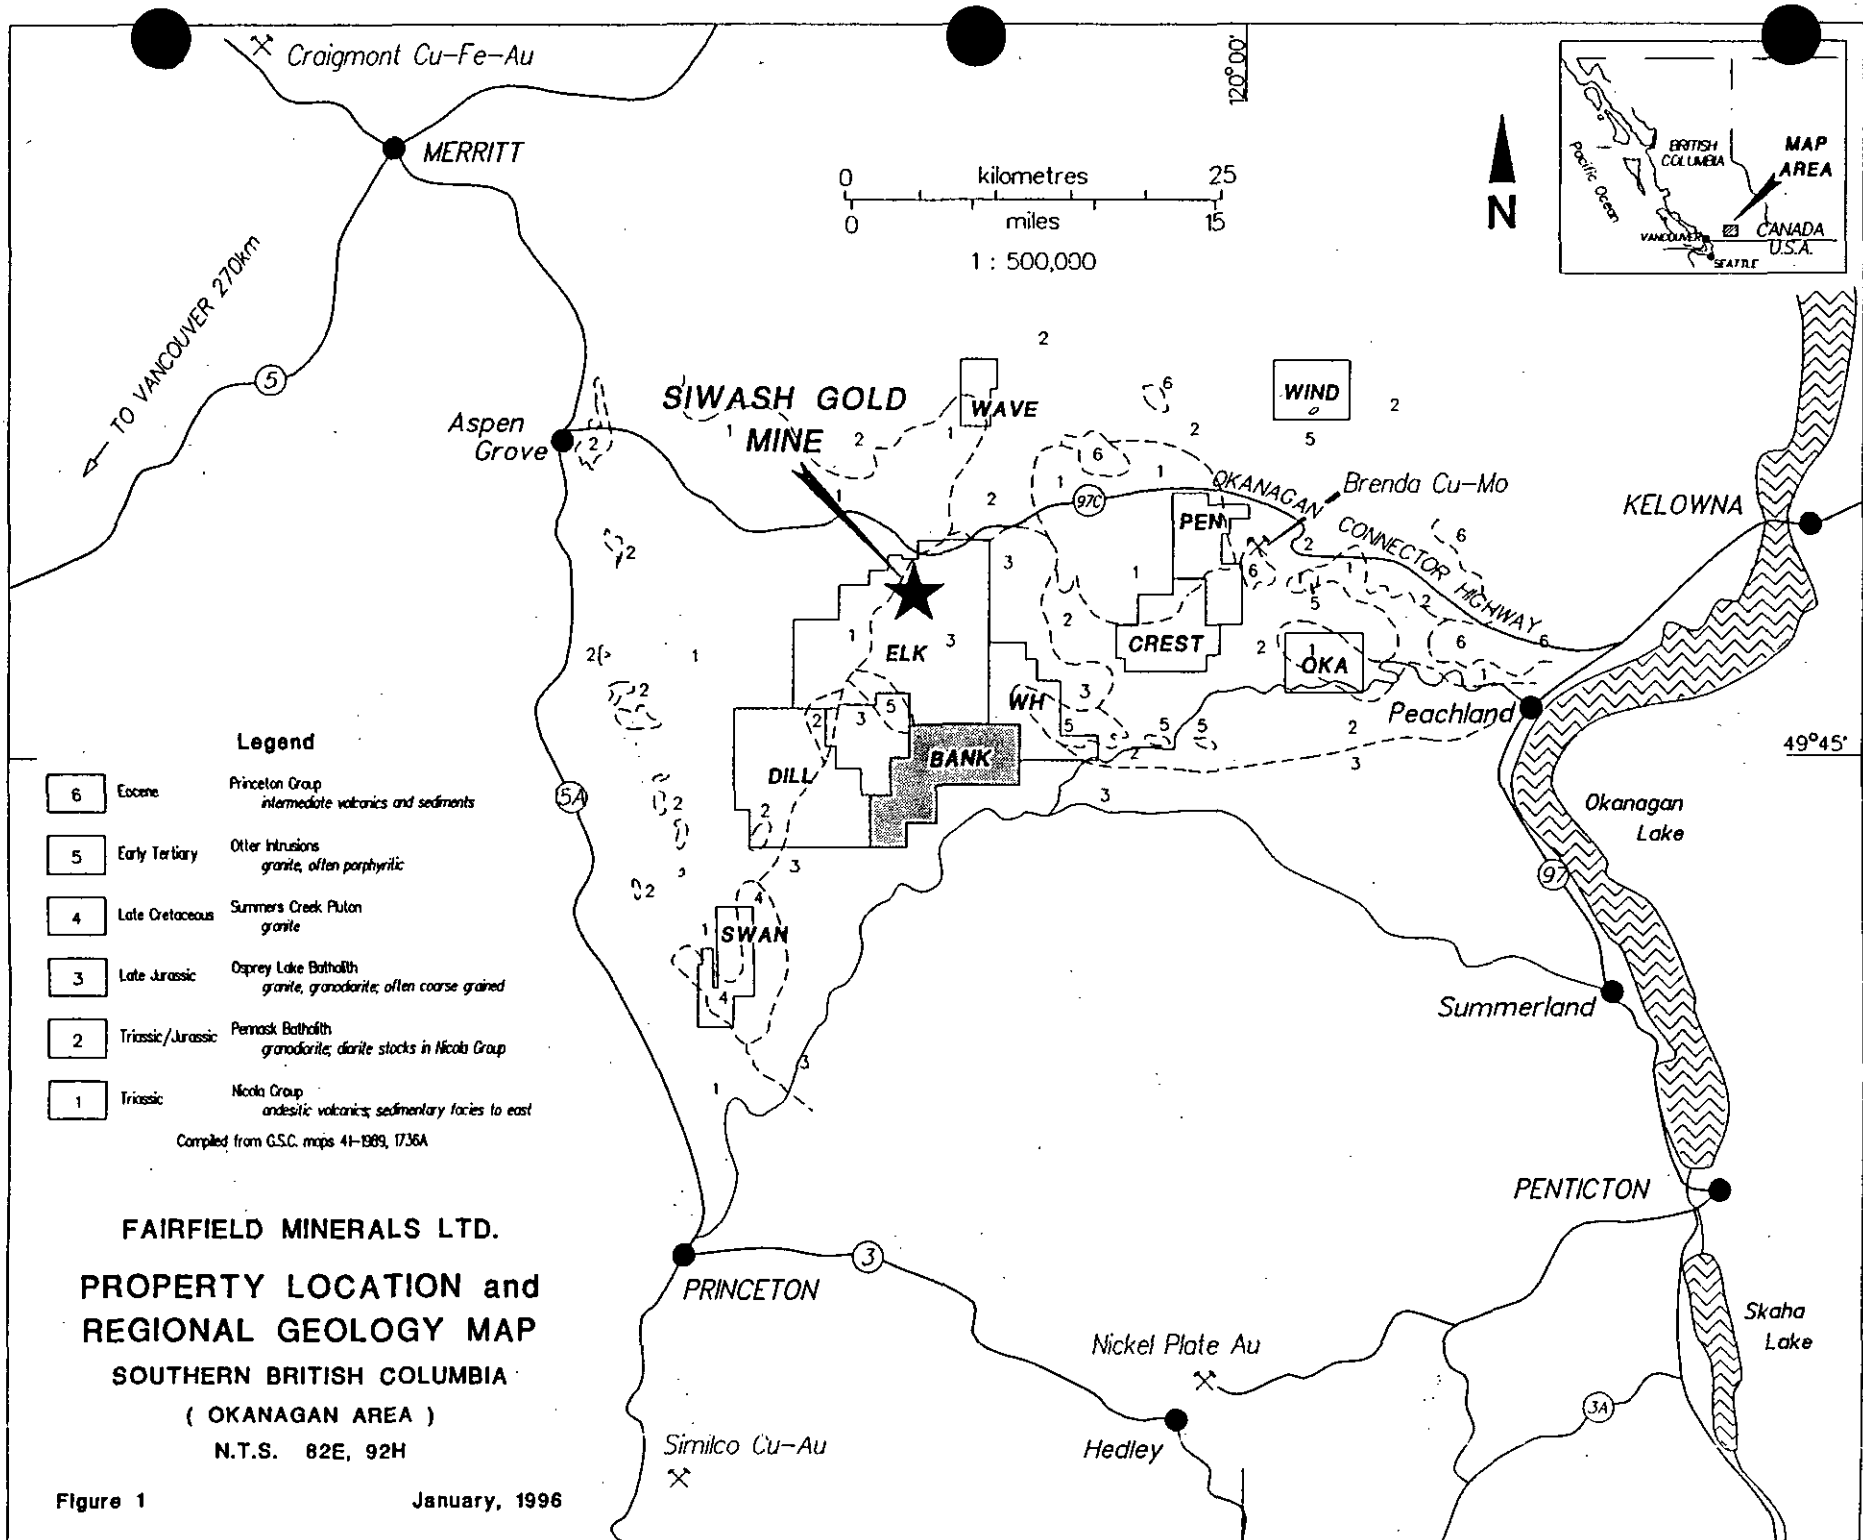 Craigmont Cu-Fe-Au
MERRITT
120°00'
0 kilometres 25
0 miles 15
1 : 500,000
N
BRITISH
COLUMBIA
MAP
AREA
Pacific Ocean
VANCOUVER
CANADA
U.S.A.
SEATTLE
TO VANCOUVER 270km
5
Aspen
Grove
SIWASH GOLD
MINE
WAVE
WIND
OKANAGAN
CONNECTOR HIGHWAY
97C
Brenda Cu-Mo
KELOWNA
PEN
CREST
ELK
OKA
WH
Peachland
DILL
BANK
49°45'
Okanagan
Lake
5A
97
SWAN
Summerland
PENTICTON
Skaha
Lake
PRINCETON
3
Nickel Plate Au
3A
Hedley
Similco Cu-Au
Legend
6 Eocene Princeton Group
intermediate volcanics and sediments
5 Early Tertiary Otter Intrusions
granite, often porphyritic
4 Late Cretaceous Summers Creek Pluton
granite
3 Late Jurassic Osprey Lake Batholith
granite, granodiorite; often coarse grained
2 Triassic/Jurassic Pennask Batholith
granodiorite; diorite stocks in Nicola Group
1 Triassic Nicola Group
andesitic volcanics; sedimentary facies to east
Compiled from G.S.C. maps 41-1989, 1736A
FAIRFIELD MINERALS LTD.
PROPERTY LOCATION and
REGIONAL GEOLOGY MAP
SOUTHERN BRITISH COLUMBIA
( OKANAGAN AREA )
N.T.S. 82E, 92H
Figure 1 January, 1996